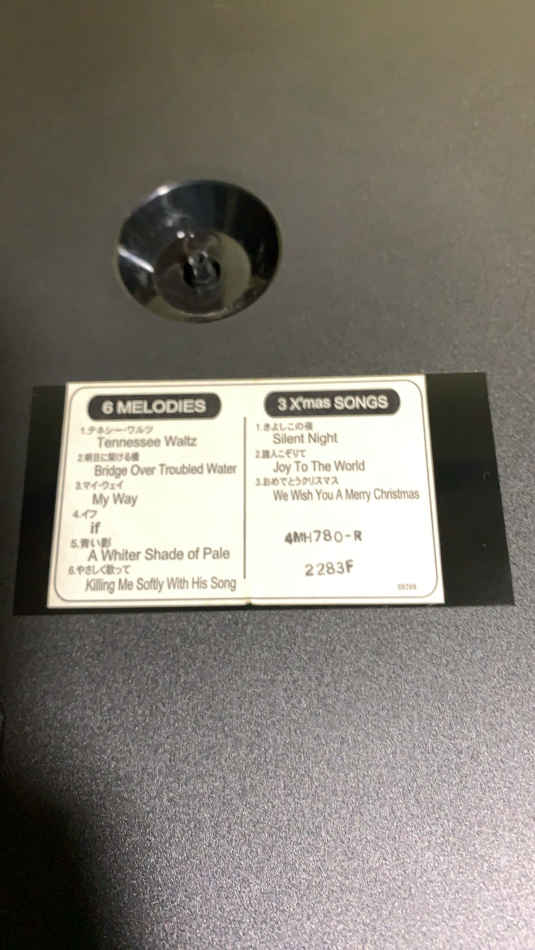 6 MELODIES
1.テネシー・ワルツ
Tennessee Waltz
2.明日に架ける橋
Bridge Over Troubled Water
3.マイ・ウェイ
My Way
4.イフ
if
5.青い影
A Whiter Shade of Pale
6.やさしく歌って
Killing Me Softly With His Song
3 X'mas SONGS
1.きよしこの夜
Silent Night
2.諸人こぞりて
Joy To The World
3.おめでとうクリスマス
We Wish You A Merry Christmas
4MH780-R
2283F